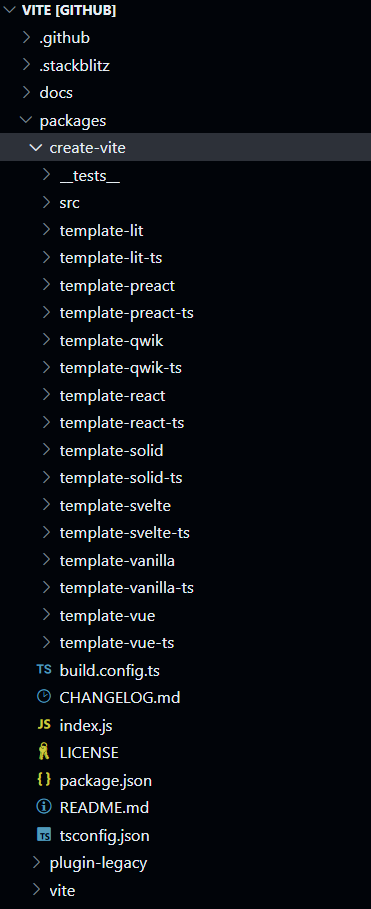 VITE [GITHUB]
.github
.stackblitz
docs
packages
create-vite
__tests__
src
template-lit
template-lit-ts
template-preact
template-preact-ts
template-qwik
template-qwik-ts
template-react
template-react-ts
template-solid
template-solid-ts
template-svelte
template-svelte-ts
template-vanilla
template-vanilla-ts
template-vue
template-vue-ts
TS build.config.ts
CHANGELOG.md
JS index.js
LICENSE
{} package.json
README.md
TS tsconfig.json
plugin-legacy
vite